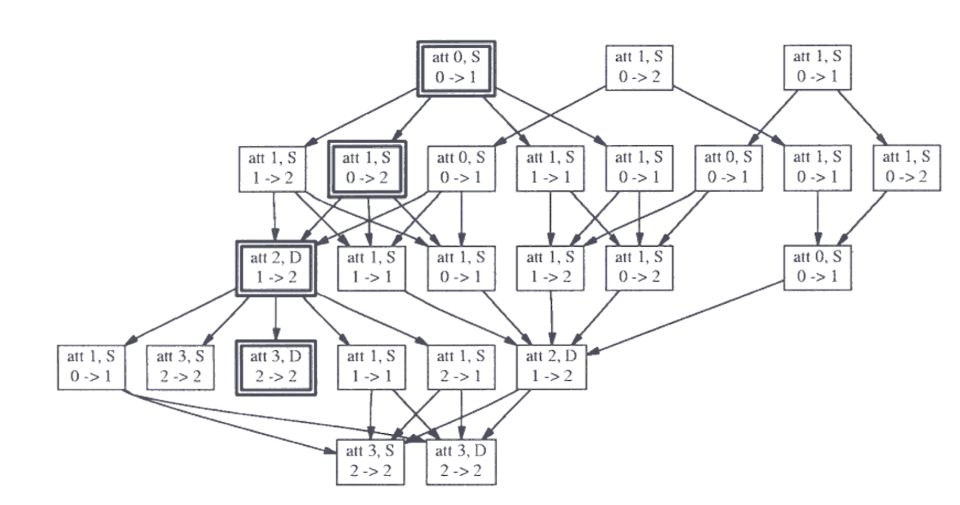 att 0, S
0 -> 1
att 1, S
0 -> 2
att 1, S
0 -> 1
att 1, S
1 -> 2
att 1, S
0 -> 2
att 0, S
0 -> 1
att 1, S
1 -> 1
att 1, S
0 -> 1
att 0, S
0 -> 1
att 1, S
0 -> 1
att 1, S
0 -> 2
att 2, D
1 -> 2
att 1, S
1 -> 1
att 1, S
0 -> 1
att 1, S
1 -> 2
att 1, S
0 -> 2
att 0, S
0 -> 1
att 1, S
0 -> 1
att 3, S
2 -> 2
att 3, D
2 -> 2
att 1, S
1 -> 1
att 1, S
2 -> 1
att 2, D
1 -> 2
att 3, S
2 -> 2
att 3, D
2 -> 2